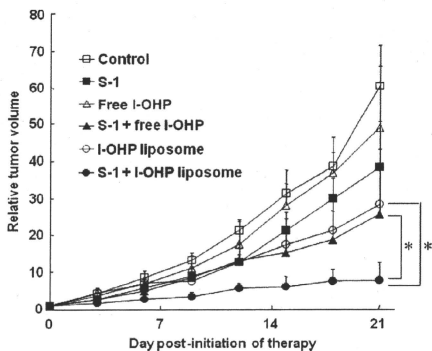 80
70
60
50
40
30
20
10
0
Relative tumor volume
Control
S-1
Free l-OHP
S-1 + free l-OHP
l-OHP liposome
S-1 + l-OHP liposome
*
*
0
7
14
21
Day post-initiation of therapy